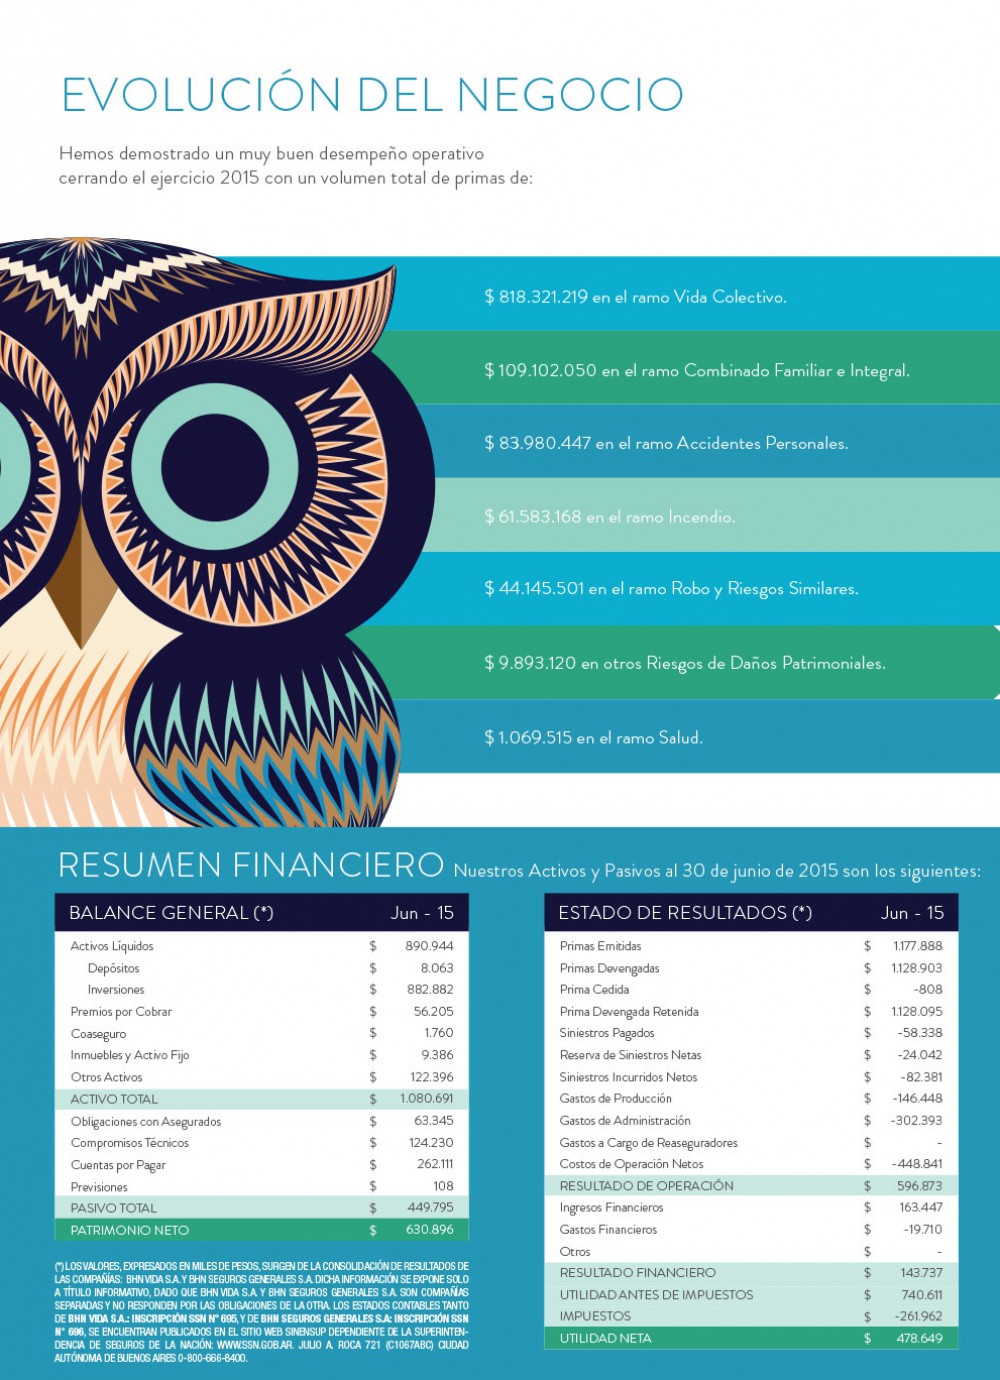 EVOLUCIÓN DEL NEGOCIO
Hemos demostrado un muy buen desempeño operativo
cerrando el ejercicio 2015 con un volumen total de primas de:
$ 818.321.219 en el ramo Vida Colectivo.
$ 109.102.050 en el ramo Combinado Familiar e Integral.
$ 83.980.447 en el ramo Accidentes Personales.
$ 61.583.168 en el ramo Incendio.
$ 44.145.501 en el ramo Robo y Riesgos Similares.
$ 9.893.120 en otros Riesgos de Daños Patrimoniales.
$ 1.069.515 en el ramo Salud.
RESUMEN FINANCIERO Nuestros Activos y Pasivos al 30 de junio de 2015 son los siguientes:
BALANCE GENERAL (*) Jun - 15
Activos Líquidos $ 890.944
Depósitos $ 8.063
Inversiones $ 882.882
Premios por Cobrar $ 56.205
Coaseguro $ 1.760
Inmuebles y Activo Fijo $ 9.386
Otros Activos $ 122.396
ACTIVO TOTAL $ 1.080.691
Obligaciones con Asegurados $ 63.345
Compromisos Técnicos $ 124.230
Cuentas por Pagar $ 262.111
Previsiones $ 108
PASIVO TOTAL $ 449.795
PATRIMONIO NETO $ 630.896
(*) LOS VALORES, EXPRESADOS EN MILES DE PESOS, SURGEN DE LA CONSOLIDACIÓN DE RESULTADOS DE
LAS COMPAÑÍAS: BHN VIDA S.A. Y BHN SEGUROS GENERALES S.A. DICHA INFORMACIÓN SE EXPONE SOLO
A TÍTULO INFORMATIVO, DADO QUE BHN VIDA S.A. Y BHN SEGUROS GENERALES S.A. SON COMPAÑÍAS
SEPARADAS Y NO RESPONDEN POR LAS OBLIGACIONES DE LA OTRA. LOS ESTADOS CONTABLES TANTO
DE BHN VIDA S.A.: INSCRIPCIÓN SSN N° 695, Y DE BHN SEGUROS GENERALES S.A: INSCRIPCIÓN SSN
N° 696, SE ENCUENTRAN PUBLICADOS EN EL SITIO WEB SINENSUP DEPENDIENTE DE LA SUPERINTEN-
DENCIA DE SEGUROS DE LA NACIÓN: WWW.SSN.GOB.AR. JULIO A. ROCA 721 (C1067ABC) CIUDAD
AUTÓNOMA DE BUENOS AIRES 0-800-666-8400.
ESTADO DE RESULTADOS (*) Jun - 15
Primas Emitidas $ 1.177.888
Primas Devengadas $ 1.128.903
Prima Cedida $ -808
Prima Devengada Retenida $ 1.128.095
Siniestros Pagados $ -58.338
Reserva de Siniestros Netas $ -24.042
Siniestros Incurridos Netos $ -82.381
Gastos de Producción $ -146.448
Gastos de Administración $ -302.393
Gastos a Cargo de Reaseguradores $ -
Costos de Operación Netos $ -448.841
RESULTADO DE OPERACIÓN $ 596.873
Ingresos Financieros $ 163.447
Gastos Financieros $ -19.710
Otros $ -
RESULTADO FINANCIERO $ 143.737
UTILIDAD ANTES DE IMPUESTOS $ 740.611
IMPUESTOS $ -261.962
UTILIDAD NETA $ 478.649